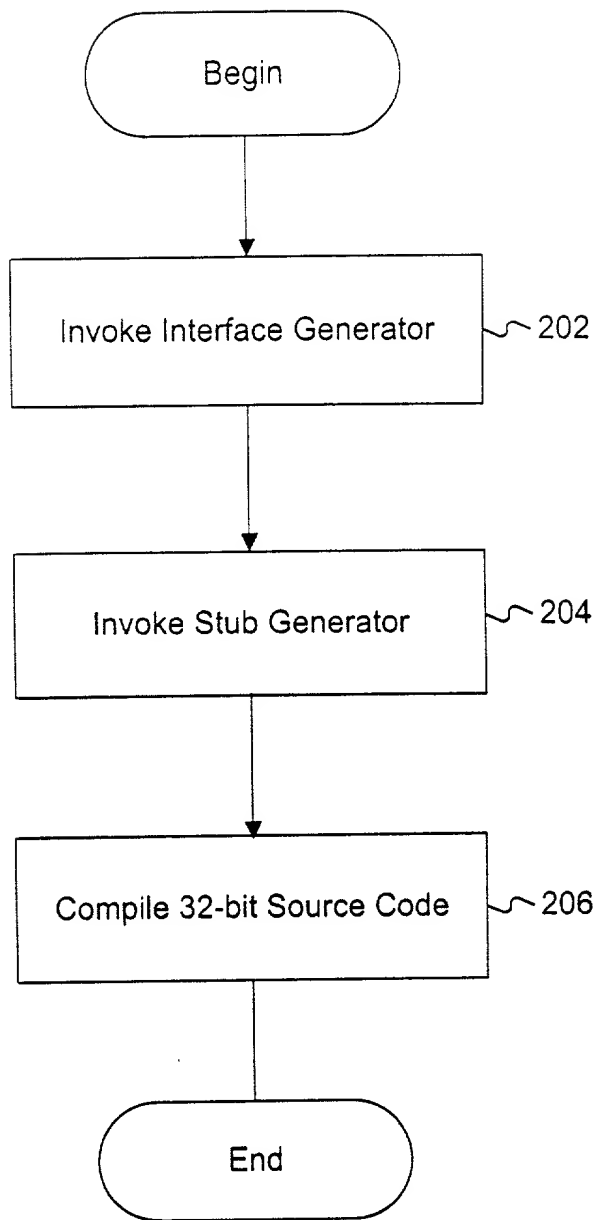 Begin
Invoke Interface Generator
202
Invoke Stub Generator
204
Compile 32-bit Source Code
206
End